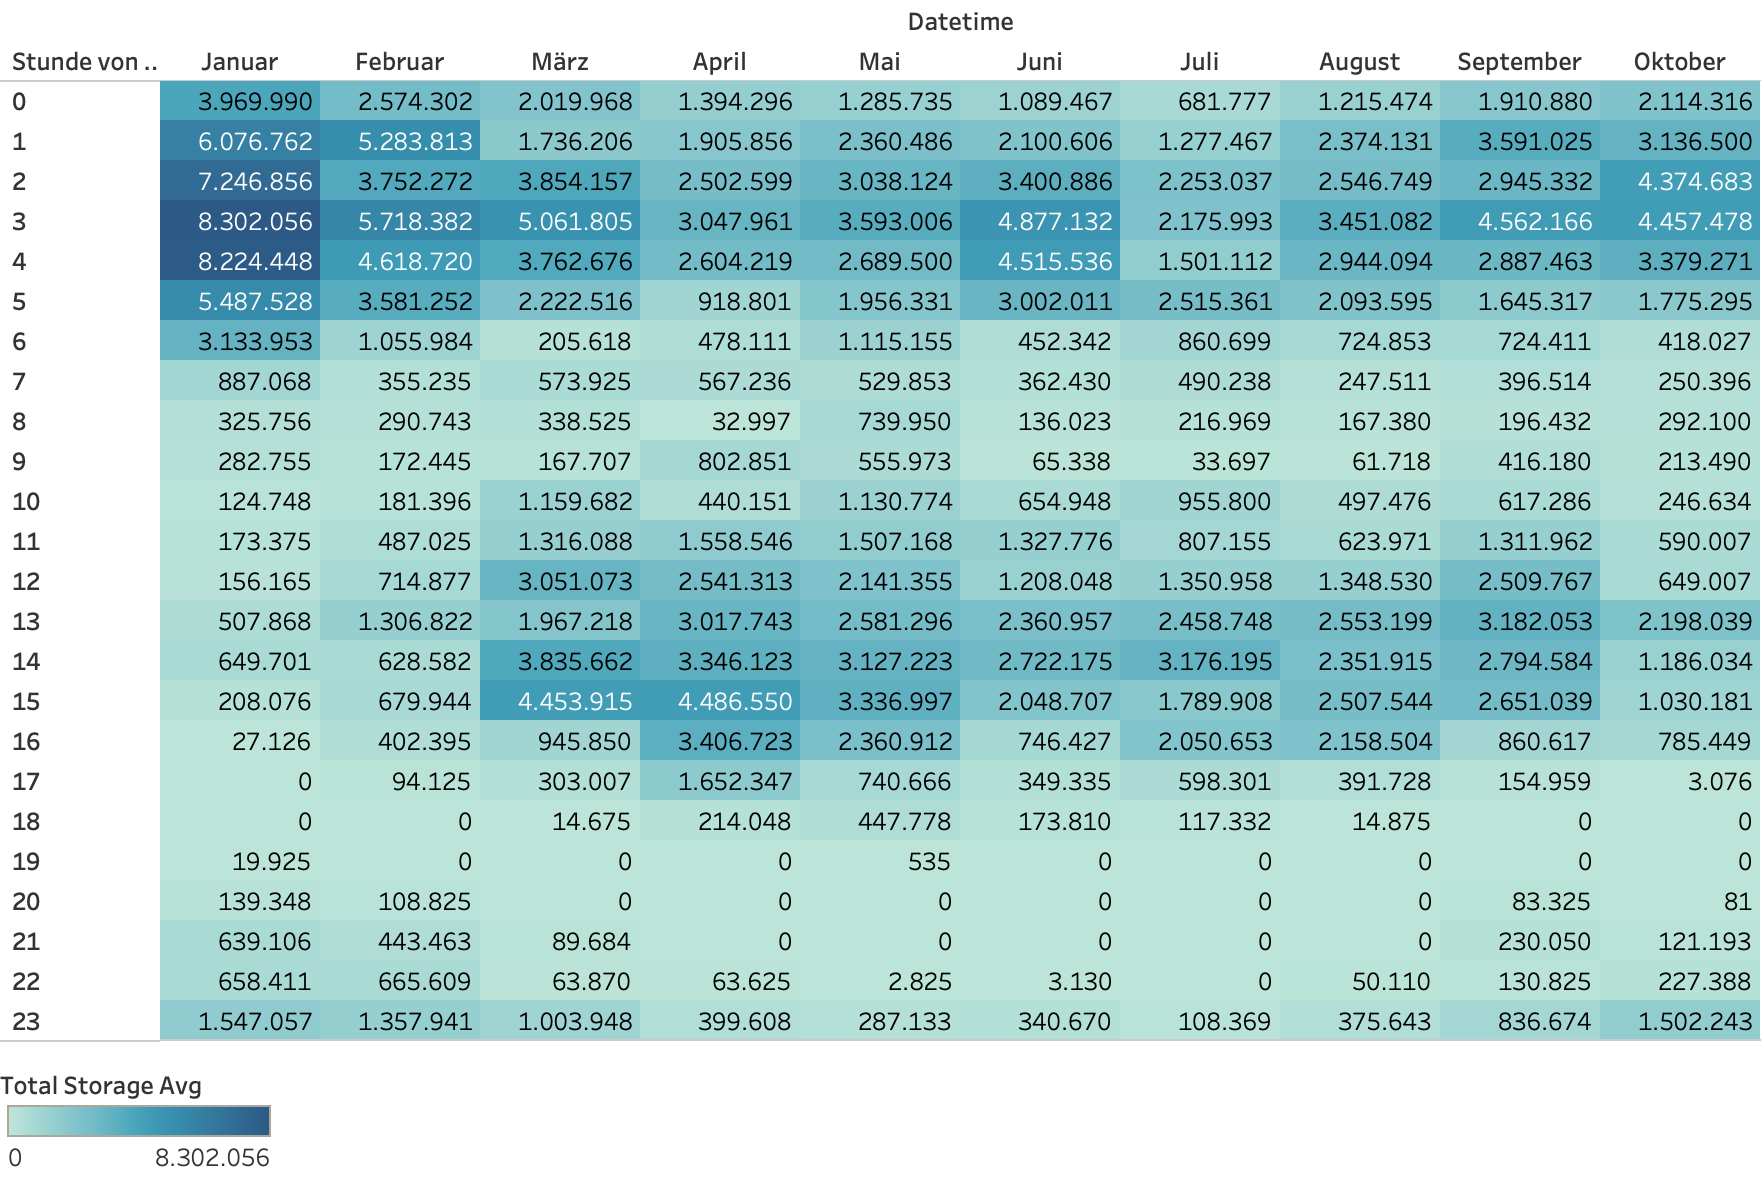 Datetime
Stunde von .. Januar Februar März April Mai Juni Juli August September Oktober
0 3.969.990 2.574.302 2.019.968 1.394.296 1.285.735 1.089.467 681.777 1.215.474 1.910.880 2.114.316
1 6.076.762 5.283.813 1.736.206 1.905.856 2.360.486 2.100.606 1.277.467 2.374.131 3.591.025 3.136.500
2 7.246.856 3.752.272 3.854.157 2.502.599 3.038.124 3.400.886 2.253.037 2.546.749 2.945.332 4.374.683
3 8.302.056 5.718.382 5.061.805 3.047.961 3.593.006 4.877.132 2.175.993 3.451.082 4.562.166 4.457.478
4 8.224.448 4.618.720 3.762.676 2.604.219 2.689.500 4.515.536 1.501.112 2.944.094 2.887.463 3.379.271
5 5.487.528 3.581.252 2.222.516 918.801 1.956.331 3.002.011 2.515.361 2.093.595 1.645.317 1.775.295
6 3.133.953 1.055.984 205.618 478.111 1.115.155 452.342 860.699 724.853 724.411 418.027
7 887.068 355.235 573.925 567.236 529.853 362.430 490.238 247.511 396.514 250.396
8 325.756 290.743 338.525 32.997 739.950 136.023 216.969 167.380 196.432 292.100
9 282.755 172.445 167.707 802.851 555.973 65.338 33.697 61.718 416.180 213.490
10 124.748 181.396 1.159.682 440.151 1.130.774 654.948 955.800 497.476 617.286 246.634
11 173.375 487.025 1.316.088 1.558.546 1.507.168 1.327.776 807.155 623.971 1.311.962 590.007
12 156.165 714.877 3.051.073 2.541.313 2.141.355 1.208.048 1.350.958 1.348.530 2.509.767 649.007
13 507.868 1.306.822 1.967.218 3.017.743 2.581.296 2.360.957 2.458.748 2.553.199 3.182.053 2.198.039
14 649.701 628.582 3.835.662 3.346.123 3.127.223 2.722.175 3.176.195 2.351.915 2.794.584 1.186.034
15 208.076 679.944 4.453.915 4.486.550 3.336.997 2.048.707 1.789.908 2.507.544 2.651.039 1.030.181
16 27.126 402.395 945.850 3.406.723 2.360.912 746.427 2.050.653 2.158.504 860.617 785.449
17 0 94.125 303.007 1.652.347 740.666 349.335 598.301 391.728 154.959 3.076
18 0 0 14.675 214.048 447.778 173.810 117.332 14.875 0 0
19 19.925 0 0 0 535 0 0 0 0 0
20 139.348 108.825 0 0 0 0 0 0 83.325 81
21 639.106 443.463 89.684 0 0 0 0 0 230.050 121.193
22 658.411 665.609 63.870 63.625 2.825 3.130 0 50.110 130.825 227.388
23 1.547.057 1.357.941 1.003.948 399.608 287.133 340.670 108.369 375.643 836.674 1.502.243
Total Storage Avg
0 8.302.056